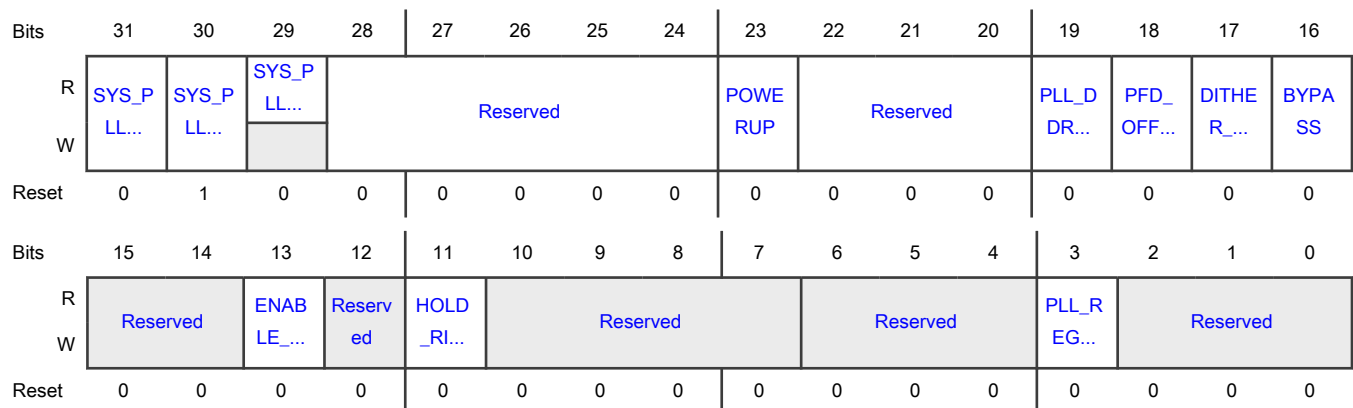 Bits 31 30 29 28 27 26 25 24 23 22 21 20 19 18 17 16
R SYS_P LL... SYS_P LL... SYS_P LL... Reserved POWE RUP Reserved PLL_D DR... PFD_ OFF... DITHE R_... BYPA SS
W
Reset 0 1 0 0 0 0 0 0 0 0 0 0 0 0 0 0
Bits 15 14 13 12 11 10 9 8 7 6 5 4 3 2 1 0
R Reserved ENAB LE_... Reserv ed HOLD _RI... Reserved Reserved PLL_R EG... Reserved
W
Reset 0 0 0 0 0 0 0 0 0 0 0 0 0 0 0 0